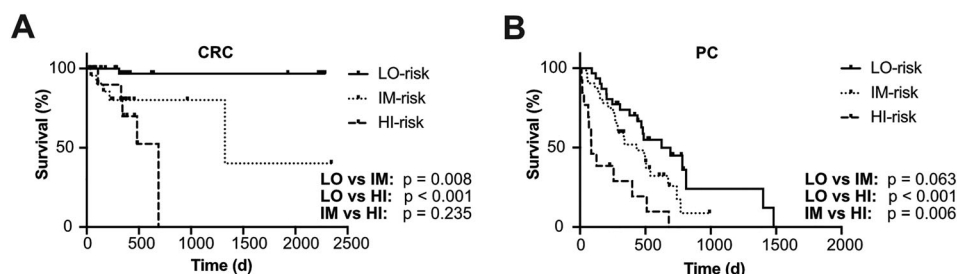 A
CRC
Survival (%)
100
50
0
0 500 1000 1500 2000 2500
Time (d)
LO-risk
IM-risk
HI-risk
LO vs IM: p = 0.008
LO vs HI: p < 0.001
IM vs HI: p = 0.235
B
PC
Survival (%)
100
50
0
0 500 1000 1500 2000
Time (d)
LO-risk
IM-risk
HI-risk
LO vs IM: p = 0.063
LO vs HI: p < 0.001
IM vs HI: p = 0.006